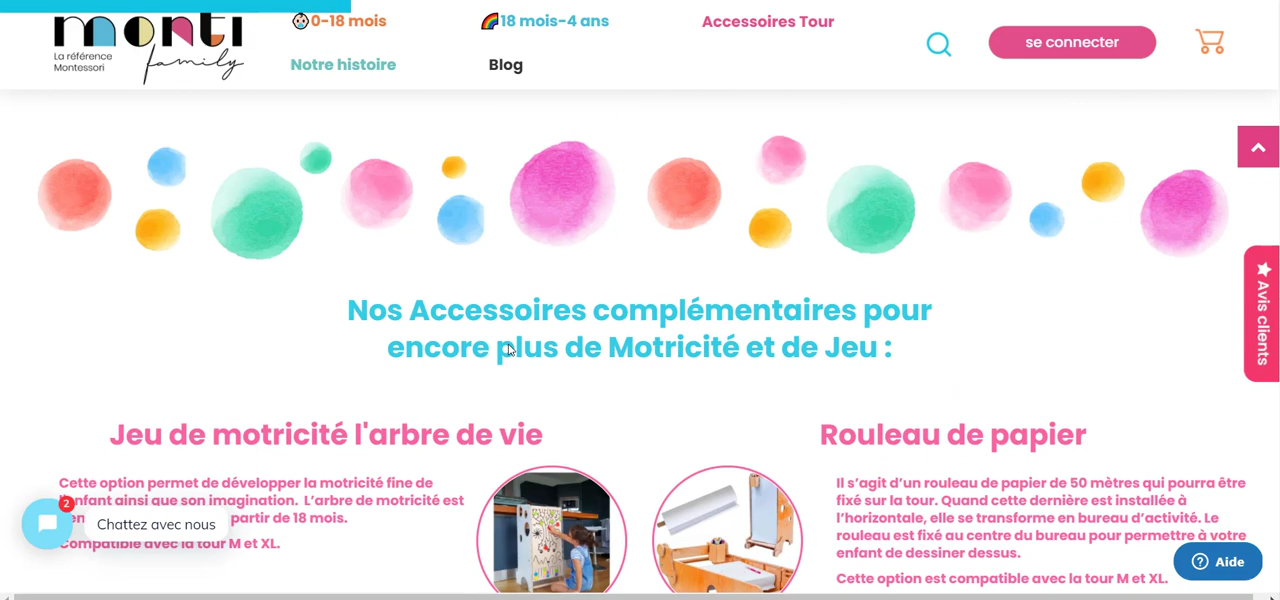 monti
La référence
Montessori
family
0-18 mois
18 mois-4 ans
Accessoires Tour
Notre histoire
Blog
se connecter
Avis clients
Nos Accessoires complémentaires pour
encore plus de Motricité et de Jeu :
Jeu de motricité l'arbre de vie
Cette option permet de développer la motricité fine de
l'enfant ainsi que son imagination. L'arbre de motricité est
partir de 18 mois.
Compatible avec la tour M et XL.
2
Chattez avec nous
Rouleau de papier
Il s'agit d'un rouleau de papier de 50 mètres qui pourra être
fixé sur la tour. Quand cette dernière est installée à
l'horizontale, elle se transforme en bureau d'activité. Le
rouleau est fixé au centre du bureau pour permettre à votre
enfant de dessiner dessus.
Cette option est compatible avec la tour M et XL.
Aide